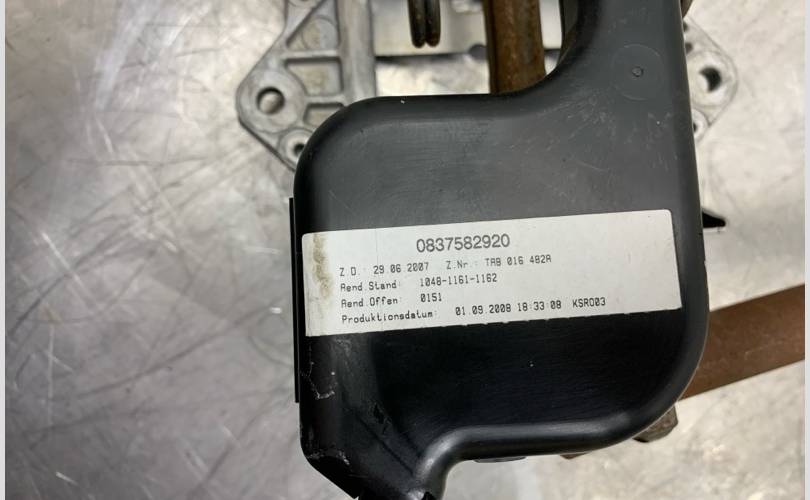 0837582920
Z.D.: 29.06.2007 Z.Nr.: TAB 016 482A
Aend.Stand: 1048-1161-1162
Aend.Offen: 0151
Produktionsdatum: 01.09.2008 18:33:08 KSR003